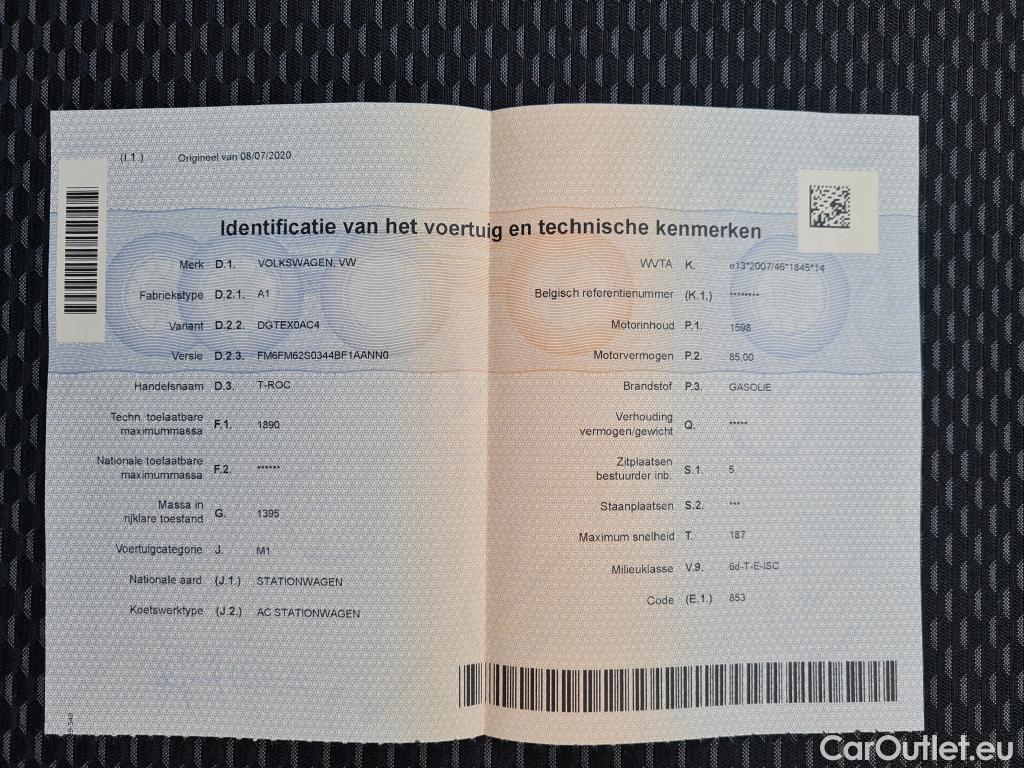 (I.1.) Origineel van 08/07/2020
Identificatie van het voertuig en technische kenmerken
Merk D.1. VOLKSWAGEN, VW
Fabriekstype D.2.1. A1
Variant D.2.2. DGTEX0AC4
Versie D.2.3. FM6FM62S0344BF1AANN0
Handelsnaam D.3. T-ROC
Techn. toelaatbare
maximummassa F.1. 1890
Nationale toelaatbare
maximummassa F.2. ******
Massa in
rijklare toestand G. 1395
Voertuigcategorie J. M1
Nationale aard (J.1.) STATIONWAGEN
Koetswerktype (J.2.) AC STATIONWAGEN
WVTA K. e13*2007/46*1845*14
Belgisch referentienummer (K.1.) ********
Motorinhoud P.1. 1598
Motorvermogen P.2. 85,00
Brandstof P.3. GASOLIE
Verhouding
vermogen/gewicht Q. *****
Zitplaatsen
bestuurder inb. S.1. 5
Staanplaatsen S.2. ***
Maximum snelheid T. 187
Milieuklasse V.9. 6d-T-E-ISC
Code (E.1.) 853
CarOutlet.eu